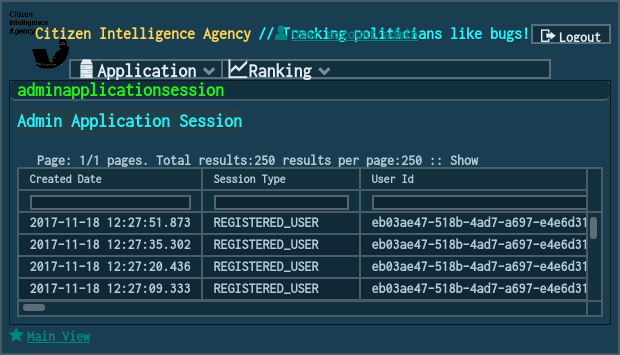 Citizen
Intelligence
Agency
Citizen Intelligence Agency // Tracking politicians like bugs!
Logout
Application Ranking
adminapplicationsession
Admin Application Session
Page: 1/1 pages. Total results:250 results per page:250 :: Show
Created Date Session Type User Id
2017-11-18 12:27:51.873 REGISTERED_USER eb03ae47-518b-4ad7-a697-e4e6d31
2017-11-18 12:27:35.302 REGISTERED_USER eb03ae47-518b-4ad7-a697-e4e6d31
2017-11-18 12:27:20.436 REGISTERED_USER eb03ae47-518b-4ad7-a697-e4e6d31
2017-11-18 12:27:09.333 REGISTERED_USER eb03ae47-518b-4ad7-a697-e4e6d31
Main View